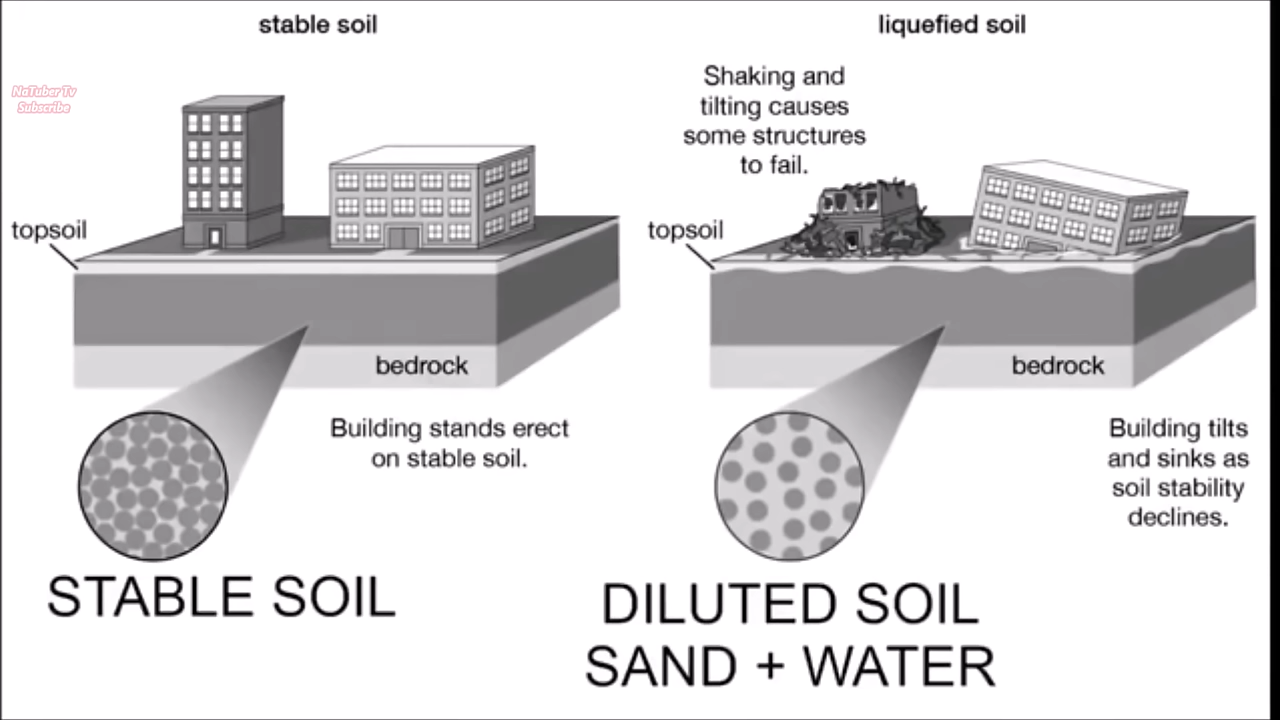 stable soil
NaTuber Tv
Subscribe
topsoil
bedrock
Building stands erect
on stable soil.
STABLE SOIL
liquefied soil
Shaking and
tilting causes
some structures
to fail.
topsoil
bedrock
Building tilts
and sinks as
soil stability
declines.
DILUTED SOIL
SAND + WATER